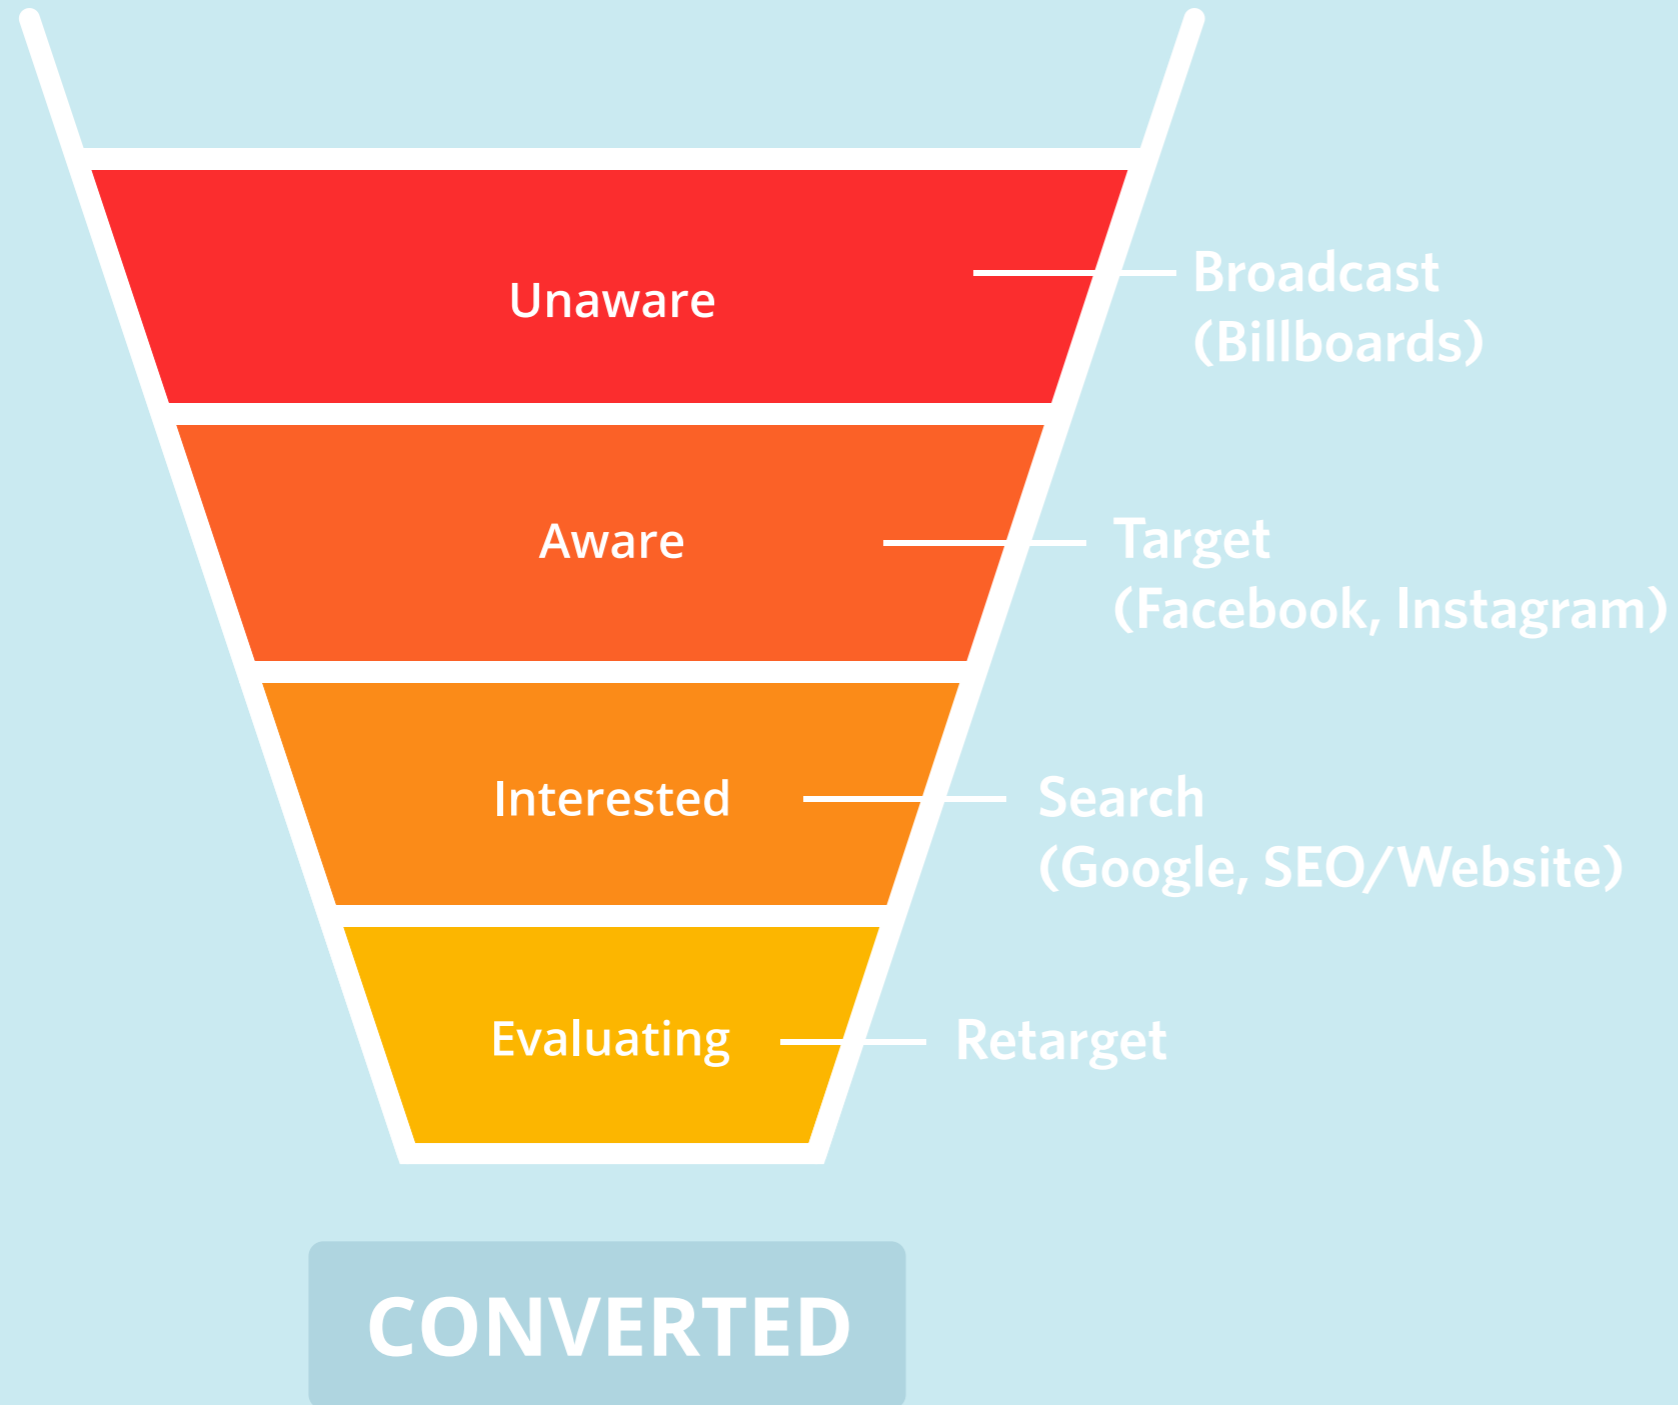 Unaware
Broadcast
(Billboards)
Aware
Target
(Facebook, Instagram)
Interested
Search
(Google, SEO/Website)
Evaluating
Retarget
CONVERTED